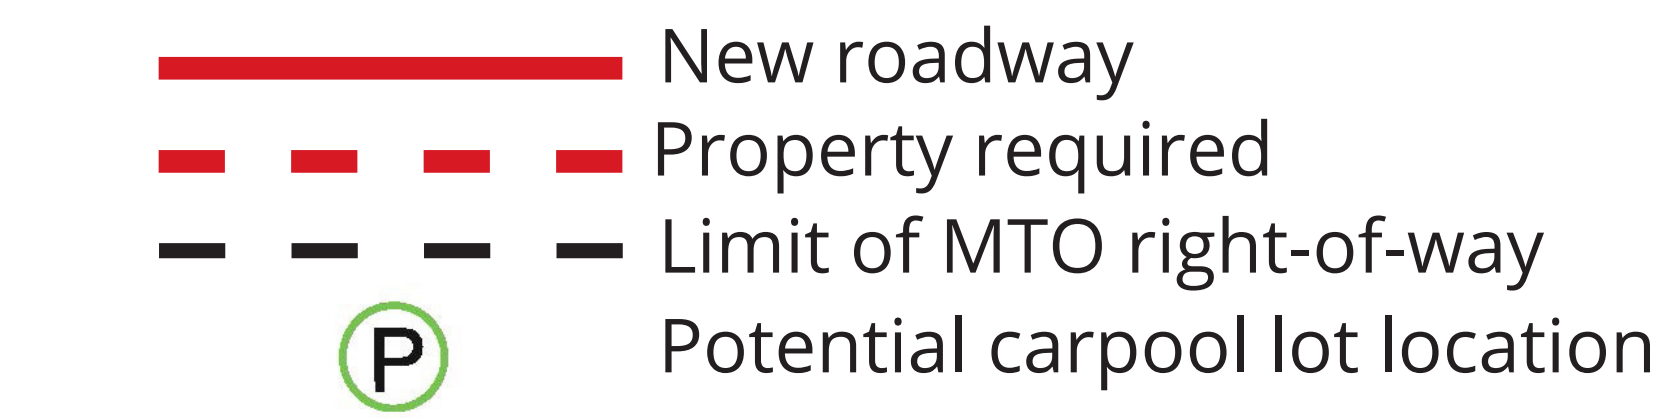 New roadway
Property required
Limit of MTO right-of-way
P Potential carpool lot location